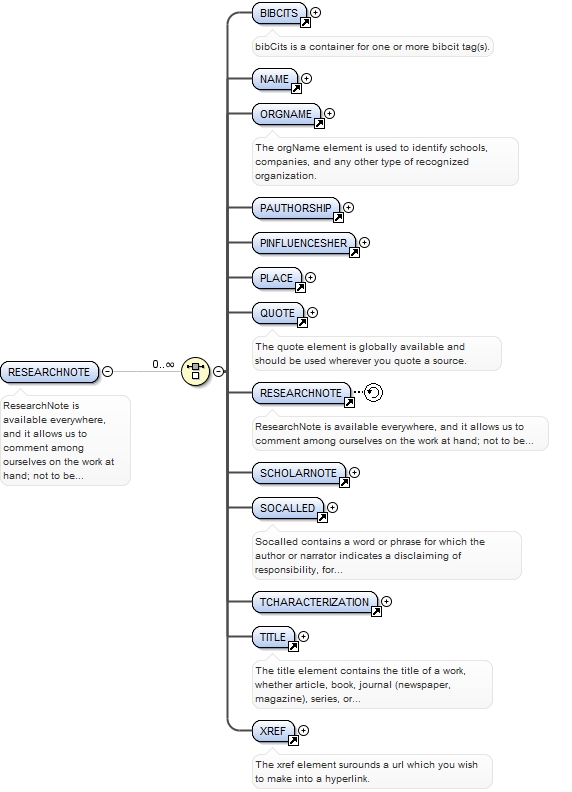 BIBCITS
bibCits is a container for one or more bibcit tag(s).
NAME
ORGNAME
The orgName element is used to identify schools,
companies, and any other type of recognized
organization.
PAUTHORSHIP
PINFLUENCESHER
PLACE
QUOTE
The quote element is globally available and
should be used wherever you quote a source.
0..∞
RESEARCHNOTE
ResearchNote is
available everywhere,
and it allows us to
comment among
ourselves on the work at
hand; not to be...
RESEARCHNOTE
ResearchNote is available everywhere, and it allows us to
comment among ourselves on the work at hand; not to be...
SCHOLARNOTE
SOCALLED
Socalled contains a word or phrase for which the
author or narrator indicates a disclaiming of
responsibility, for...
TCHARACTERIZATION
TITLE
The title element contains the title of a work,
whether article, book, journal (newspaper,
magazine), series, or...
XREF
The xref element surounds a url which you wish
to make into a hyperlink.